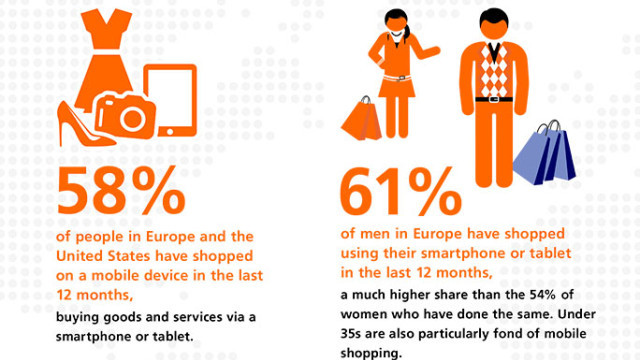 58%
of people in Europe and the
United States have shopped
on a mobile device in the last
12 months,
buying goods and services via a
smartphone or tablet.
61%
of men in Europe have shopped
using their smartphone or tablet
in the last 12 months,
a much higher share than the 54% of
women who have done the same. Under
35s are also particularly fond of mobile
shopping.